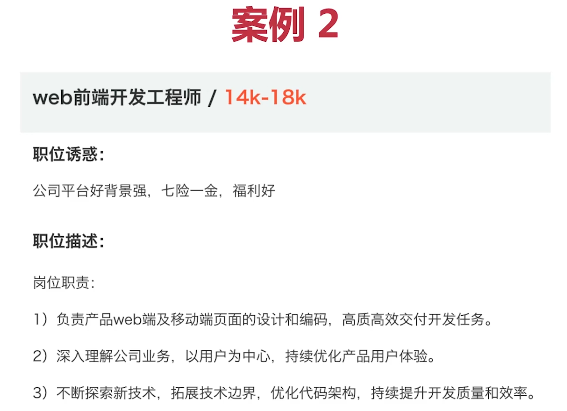 案例 2
web前端开发工程师 / 14k-18k
职位诱惑：
公司平台好背景强，七险一金，福利好
职位描述：
岗位职责：
1）负责产品web端及移动端页面的设计和编码，高质高效交付开发任务。
2）深入理解公司业务，以用户为中心，持续优化产品用户体验。
3）不断探索新技术，拓展技术边界，优化代码架构，持续提升开发质量和效率。